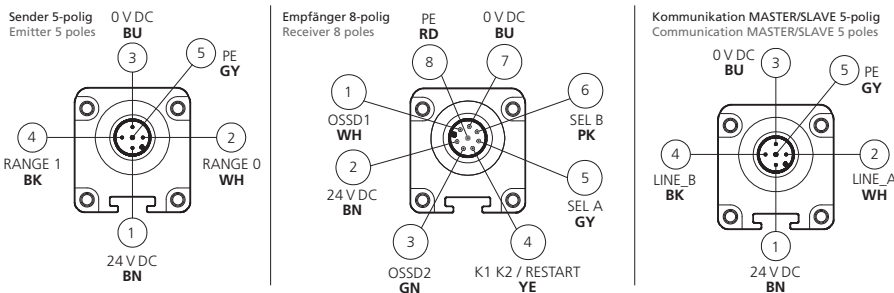 Sender 5-polig
Emitter 5 poles
0 V DC
BU
3
5
PE
GY
4
RANGE 1
BK
2
RANGE 0
WH
1
24 V DC
BN
Empfänger 8-polig
Receiver 8 poles
PE
RD
0 V DC
BU
8
7
1
OSSD1
WH
6
SEL B
PK
2
24 V DC
BN
5
SEL A
GY
3
OSSD2
GN
4
K1 K2 / RESTART
YE
Kommunikation MASTER/SLAVE 5-polig
Communication MASTER/SLAVE 5 poles
0 V DC
BU
3
5
PE
GY
4
LINE_B
BK
2
LINE_A
WH
1
24 V DC
BN